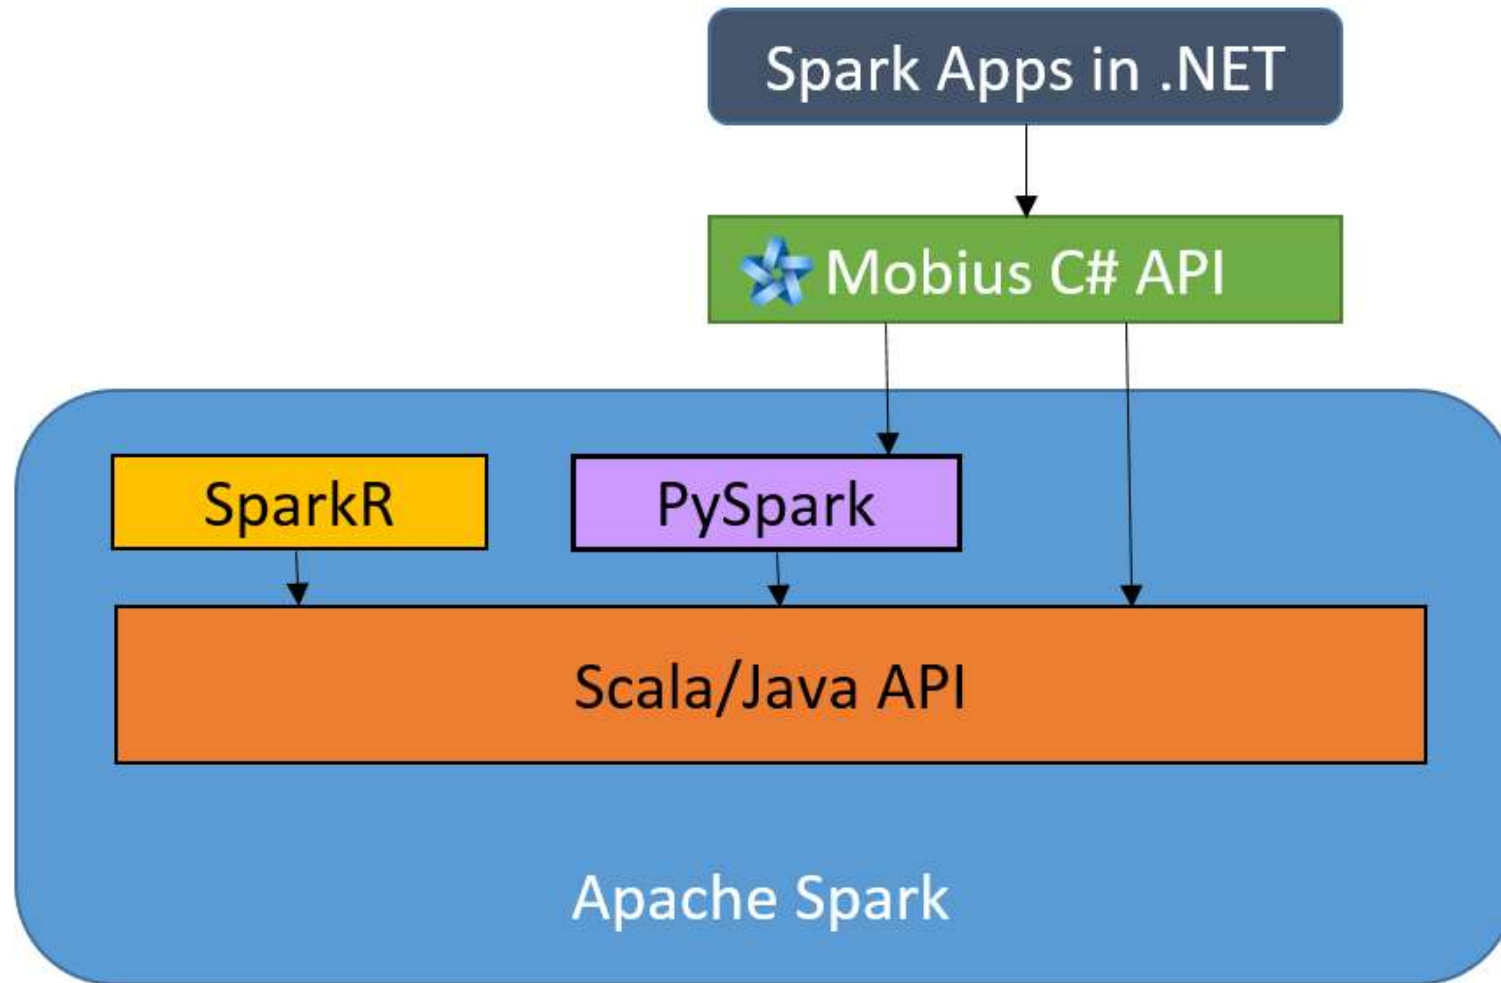 Spark Apps in .NET
Mobius C# API
SparkR
PySpark
Scala/Java API
Apache Spark